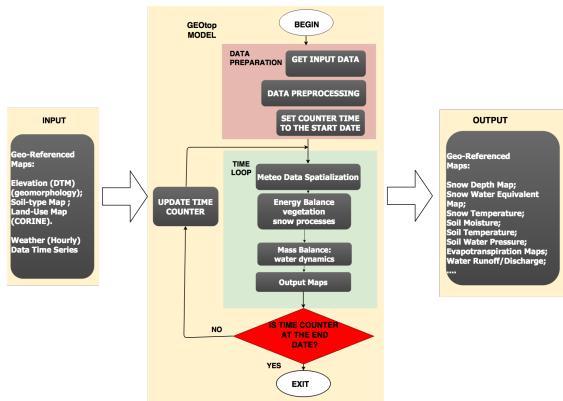 INPUT
Geo-Referenced
Maps:
Elevation (DTM)
(geomorphology);
Soil-type Map ;
Land-Use Map
(CORINE).
Weather (Hourly)
Data Time Series
GEOtop
MODEL
BEGIN
DATA
PREPARATION
GET INPUT DATA
DATA PREPROCESSING
SET COUNTER TIME
TO THE START DATE
TIME
LOOP
Meteo Data Spatialization
UPDATE TIME
COUNTER
Energy Balance
vegetation
snow processes
Mass Balance:
water dynamics
Output Maps
IS TIME COUNTER
AT THE END
DATE?
NO
YES
EXIT
OUTPUT
Geo-Referenced
Maps:
Snow Depth Map;
Snow Water Equivalent
Map;
Snow Temperature;
Soil Moisture;
Soil Temperature;
Soil Water Pressure;
Evapotranspiration Maps;
Water Runoff/Discharge;
....